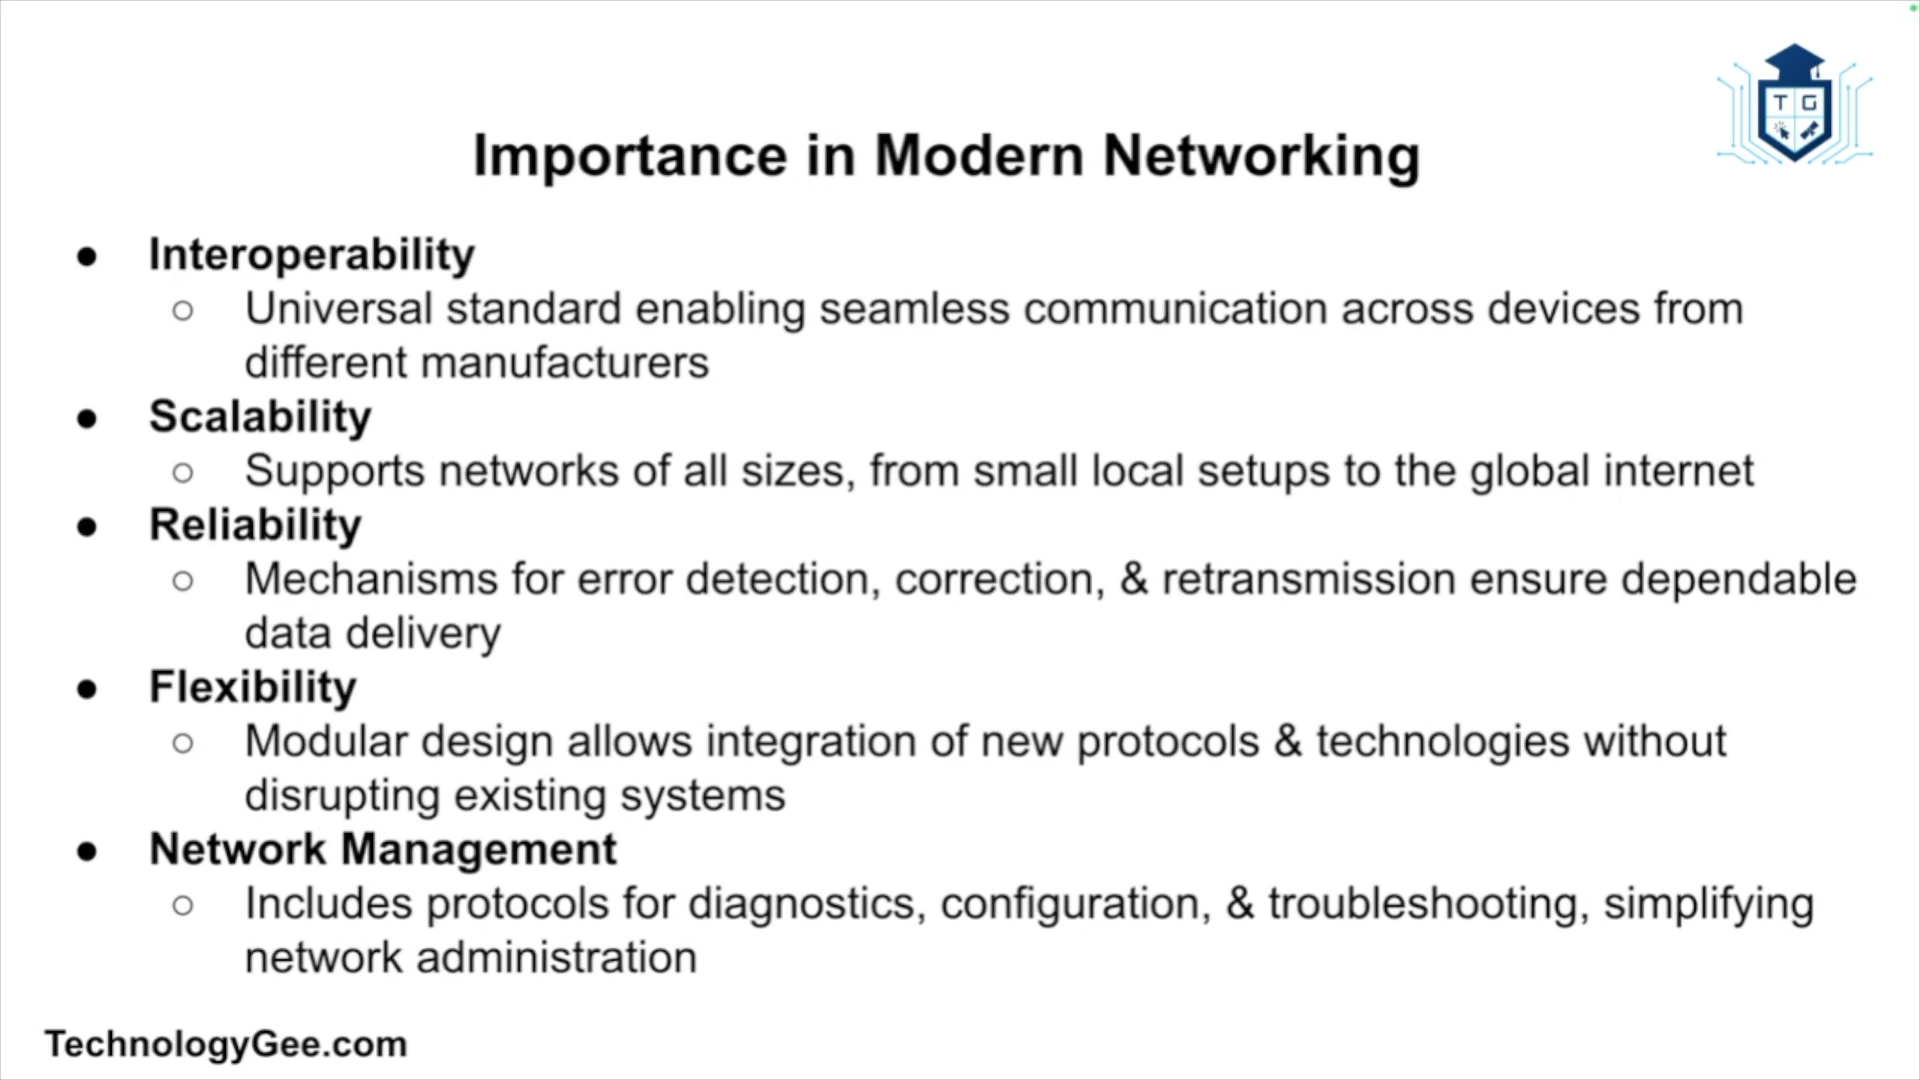 T G
Importance in Modern Networking
● Interoperability
○ Universal standard enabling seamless communication across devices from
different manufacturers
● Scalability
○ Supports networks of all sizes, from small local setups to the global internet
● Reliability
○ Mechanisms for error detection, correction, & retransmission ensure dependable
data delivery
● Flexibility
○ Modular design allows integration of new protocols & technologies without
disrupting existing systems
● Network Management
○ Includes protocols for diagnostics, configuration, & troubleshooting, simplifying
network administration
TechnologyGee.com